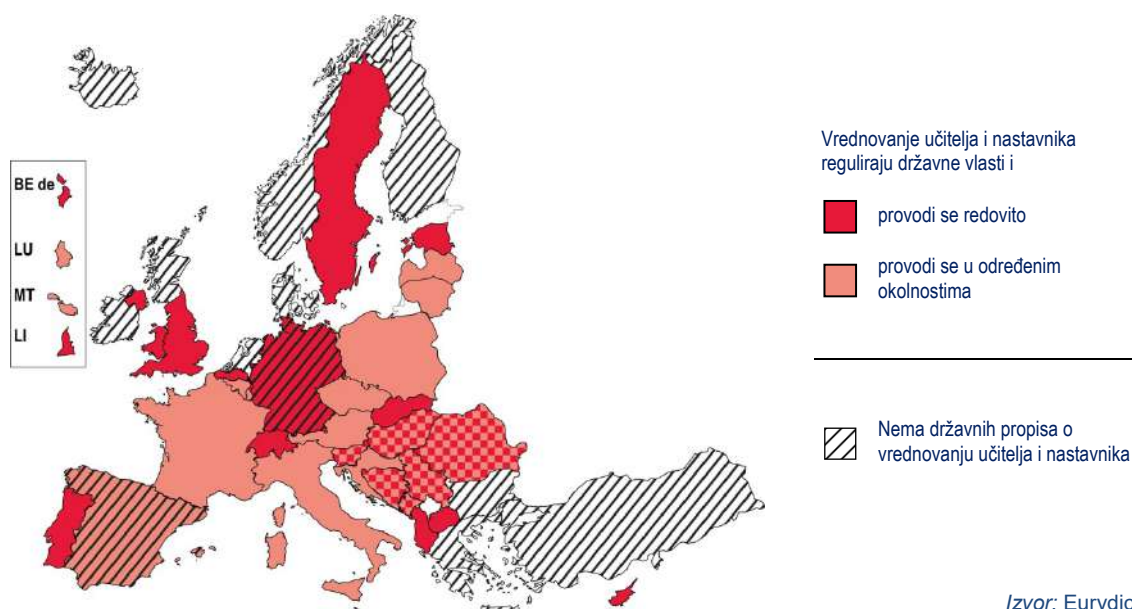 BE de
LU
MT
LI
Vrednovanje učitelja i nastavnika
reguliraju državne vlasti i
provodi se redovito
provodi se u određenim
okolnostima
Nema državnih propisa o
vrednovanju učitelja i nastavnika
Izvor: